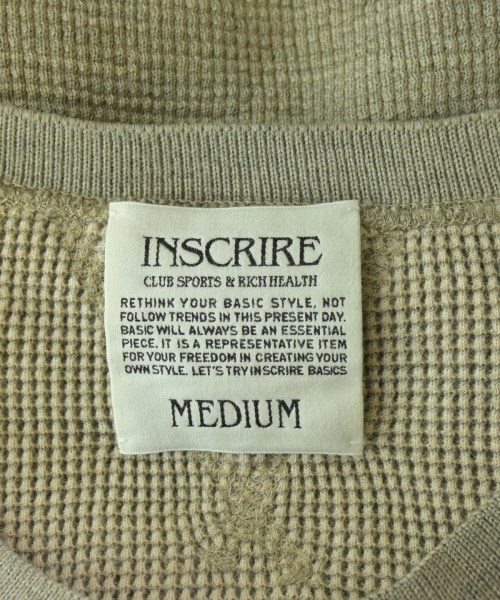 INSCRIRE
CLUB SPORTS & RICH HEALTH
RETHINK YOUR BASIC STYLE, NOT
FOLLOW TRENDS IN THIS PRESENT DAY.
BASIC WILL ALWAYS BE AN ESSENTIAL
PIECE. IT IS A REPRESENTATIVE ITEM
FOR YOUR FREEDOM IN CREATING YOUR
OWN STYLE. LET'S TRY INSCRIRE BASICS
MEDIUM